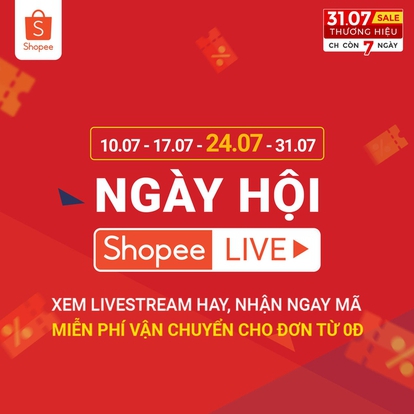 Shopee
31.07 SALE
THƯƠNG HIỆU
CH CÒN 7 NGÀY
10.07 - 17.07 - 24.07 - 31.07
NGÀY HỘI
Shopee LIVE
XEM LIVESTREAM HAY, NHẬN NGAY MÃ
MIỄN PHÍ VẬN CHUYỂN CHO ĐƠN TỪ 0Đ